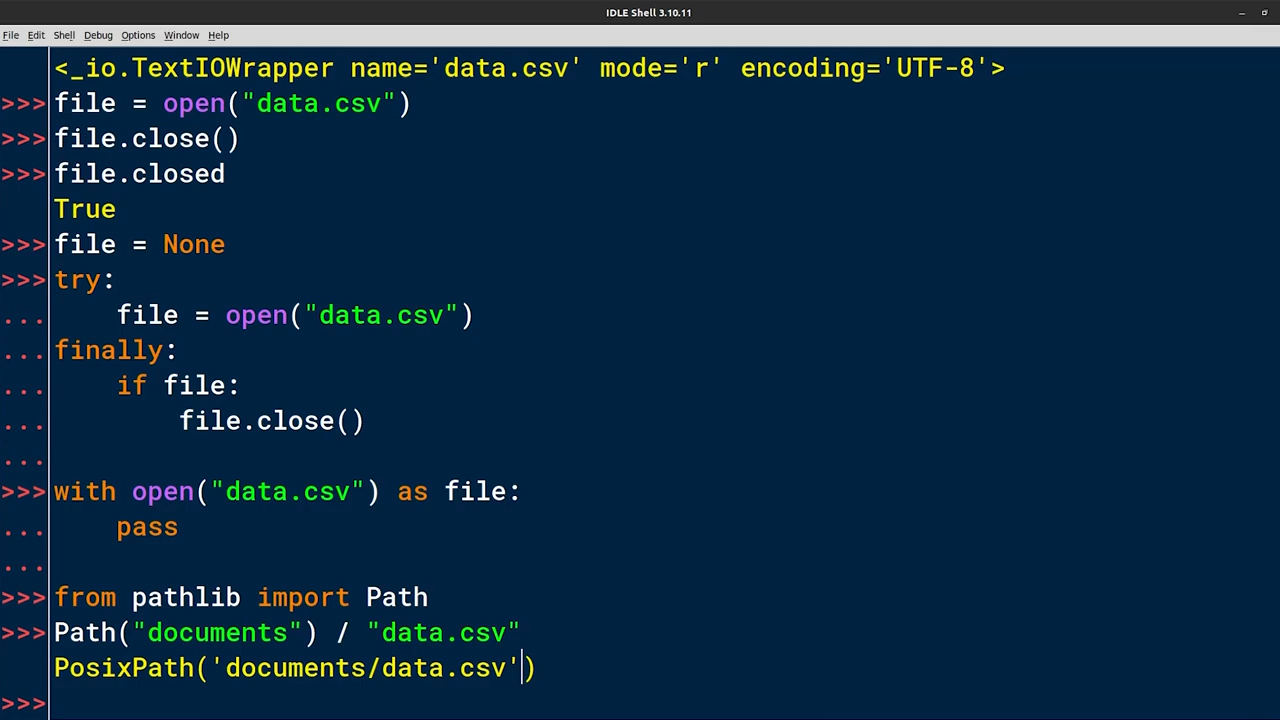 IDLE Shell 3.10.11
File Edit Shell Debug Options Window Help
<_io.TextIOWrapper name='data.csv' mode='r' encoding='UTF-8'>
>>> file = open("data.csv")
>>> file.close()
>>> file.closed
True
>>> file = None
>>> try:
...     file = open("data.csv")
... finally:
...     if file:
...         file.close()
...
>>> with open("data.csv") as file:
...     pass
...
>>> from pathlib import Path
>>> Path("documents") / "data.csv"
PosixPath('documents/data.csv')
>>>